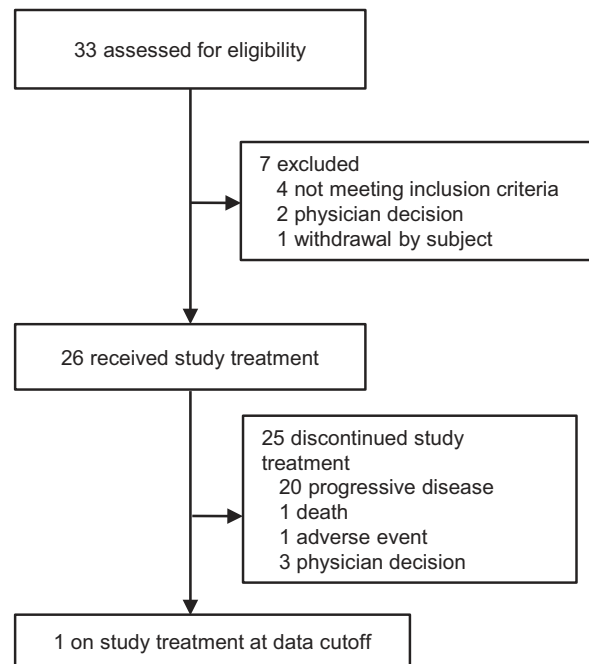 33 assessed for eligibility
7 excluded
4 not meeting inclusion criteria
2 physician decision
1 withdrawal by subject
26 received study treatment
25 discontinued study
treatment
20 progressive disease
1 death
1 adverse event
3 physician decision
1 on study treatment at data cutoff